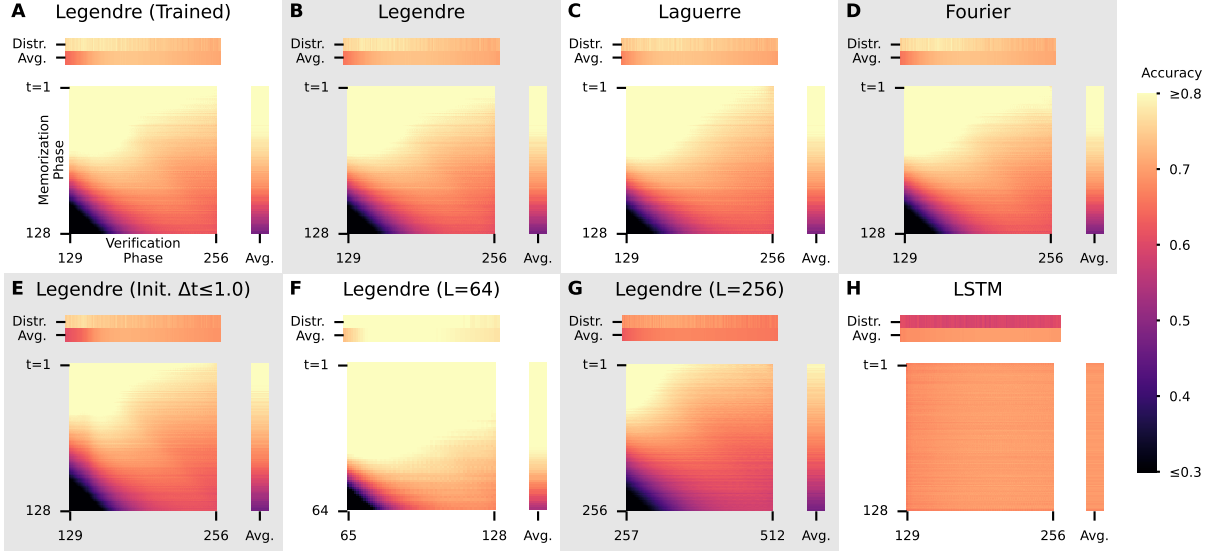 A Legendre (Trained)
Distr.
Avg.
t=1
Memorization
Phase
128
129
Verification
Phase
256
Avg.
B Legendre
t=1
128
129
256
Avg.
C Laguerre
t=1
128
129
256
Avg.
D Fourier
t=1
128
129
256
Avg.
Distr.
Avg.
Distr.
Avg.
Distr.
Avg.
Accuracy
≥0.8
0.7
0.6
0.5
0.4
≤0.3
E Legendre (Init. Δt≤1.0)
Distr.
Avg.
t=1
128
129
256
Avg.
F Legendre (L=64)
Distr.
Avg.
t=1
64
65
128
Avg.
G Legendre (L=256)
Distr.
Avg.
t=1
256
257
512
Avg.
H LSTM
Distr.
Avg.
t=1
128
129
256
Avg.